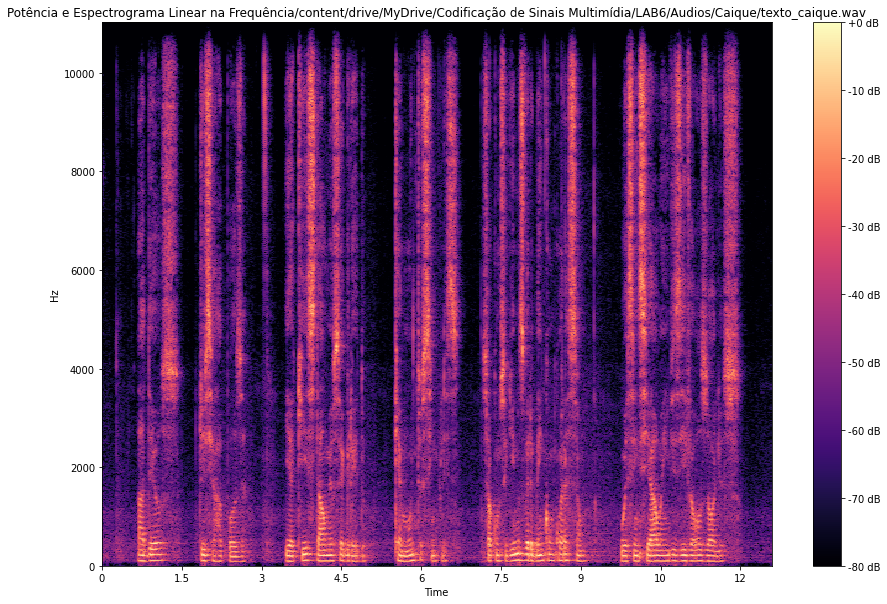 Potência e Espectrograma Linear na Frequência/content/drive/MyDrive/Codificação de Sinais Multimídia/LAB6/Audios/Caique/texto_caique.wav
+0 dB
10000
-10 dB
8000
-20 dB
-30 dB
6000
Hz
-40 dB
4000
-50 dB
-60 dB
2000
-70 dB
0
-80 dB
0 1.5 3 4.5 6 7.5 9 10 12
Time